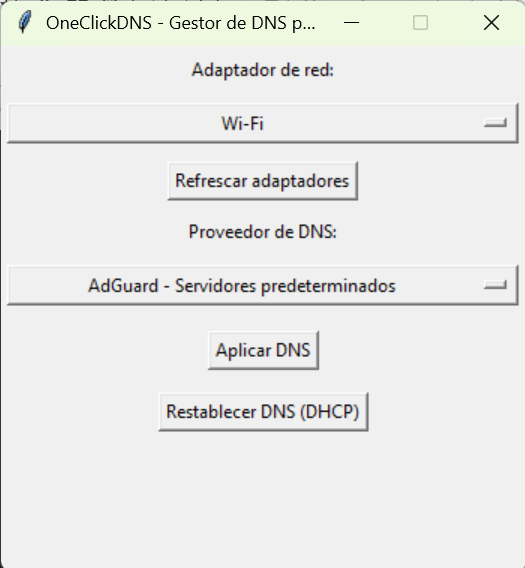 OneClickDNS - Gestor de DNS p...
Adaptador de red:
Wi-Fi
Refrescar adaptadores
Proveedor de DNS:
AdGuard - Servidores predeterminados
Aplicar DNS
Restablecer DNS (DHCP)